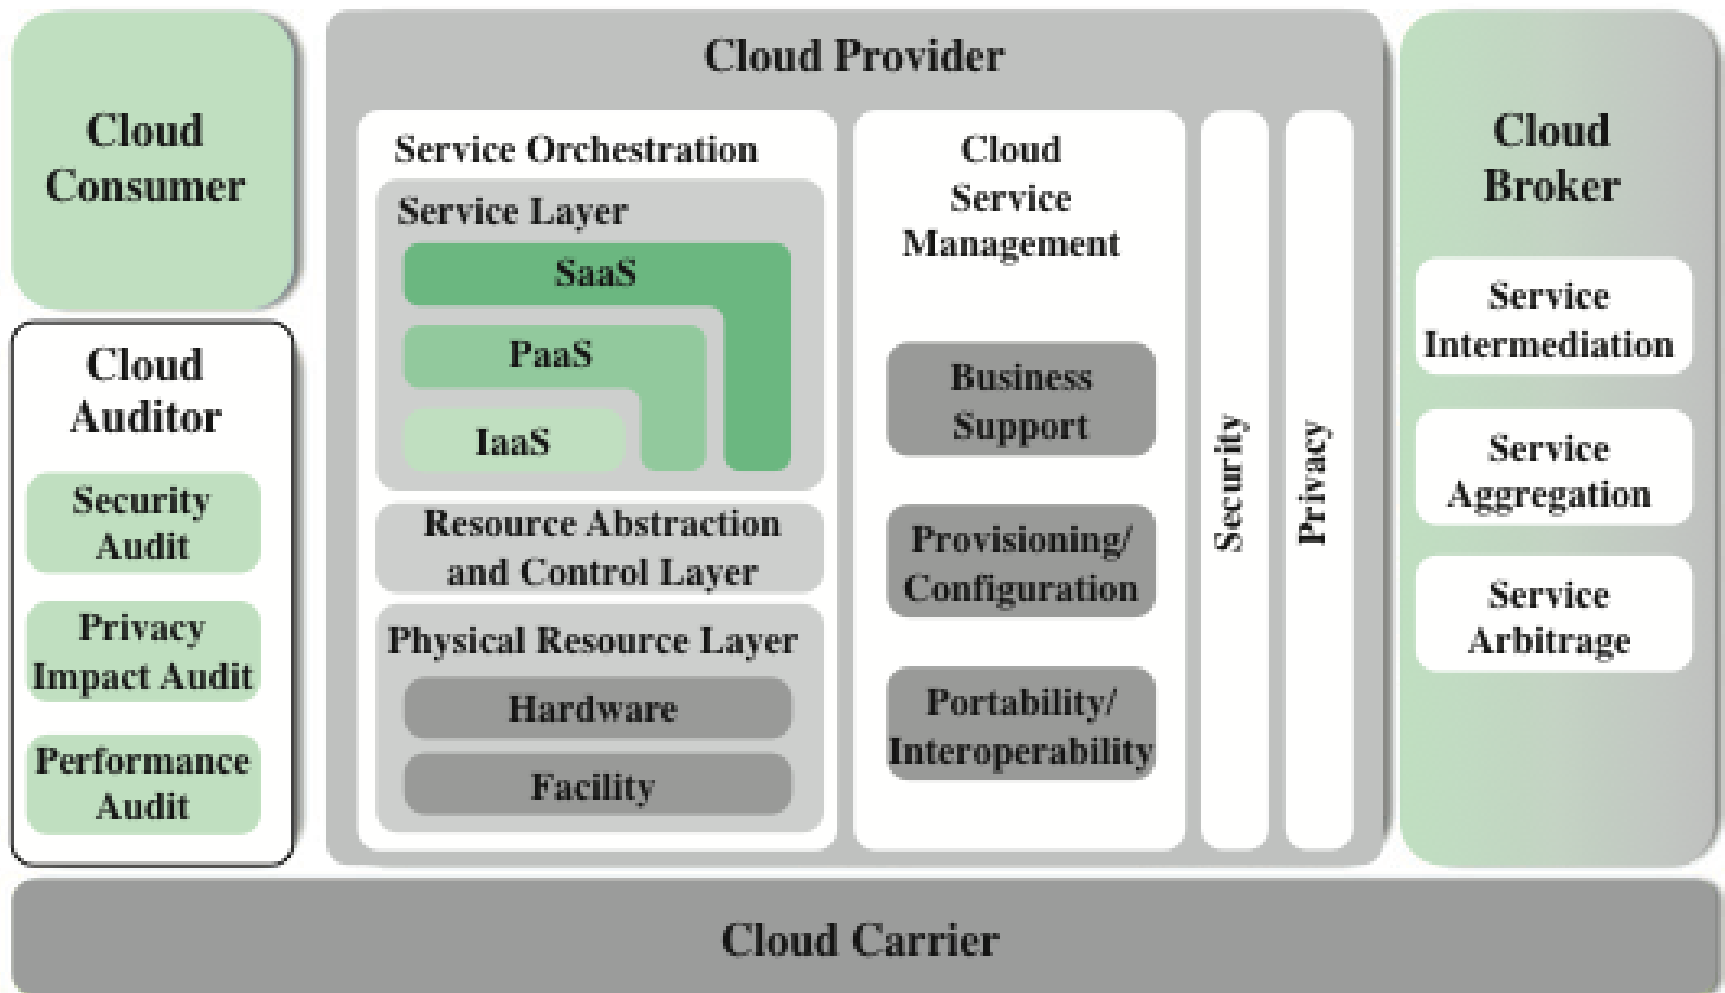 Cloud
Consumer
Cloud
Auditor
Security
Audit
Privacy
Impact Audit
Performance
Audit
Cloud Provider
Service Orchestration
Service Layer
SaaS
PaaS
IaaS
Resource Abstraction
and Control Layer
Physical Resource Layer
Hardware
Facility
Cloud
Service
Management
Business
Support
Provisioning/
Configuration
Portability/
Interoperability
Security
Privacy
Cloud
Broker
Service
Intermediation
Service
Aggregation
Service
Arbitrage
Cloud Carrier